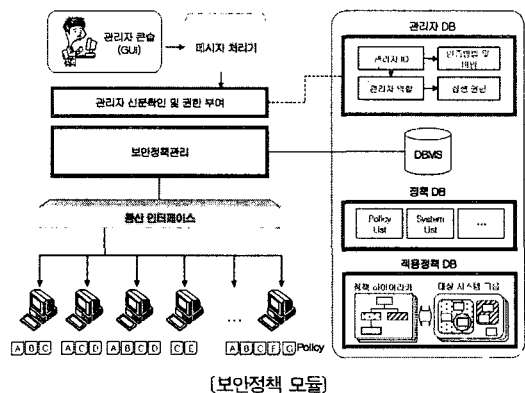 관리자 콘솔
(GUI)
메시지 처리기
관리자 신분확인 및 권한 부여
보안정책관리
통신 인터페이스
A B C
A C D
A B C D
C E
...
A B C F G Policy
관리자 DB
관리자 ID
관리자 역할
실행 권한
DBMS
정책 DB
Policy
List
System
List
...
적용정책 DB
정책 하이어라키
대상 시스템 그룹
[보안정책 모듈]